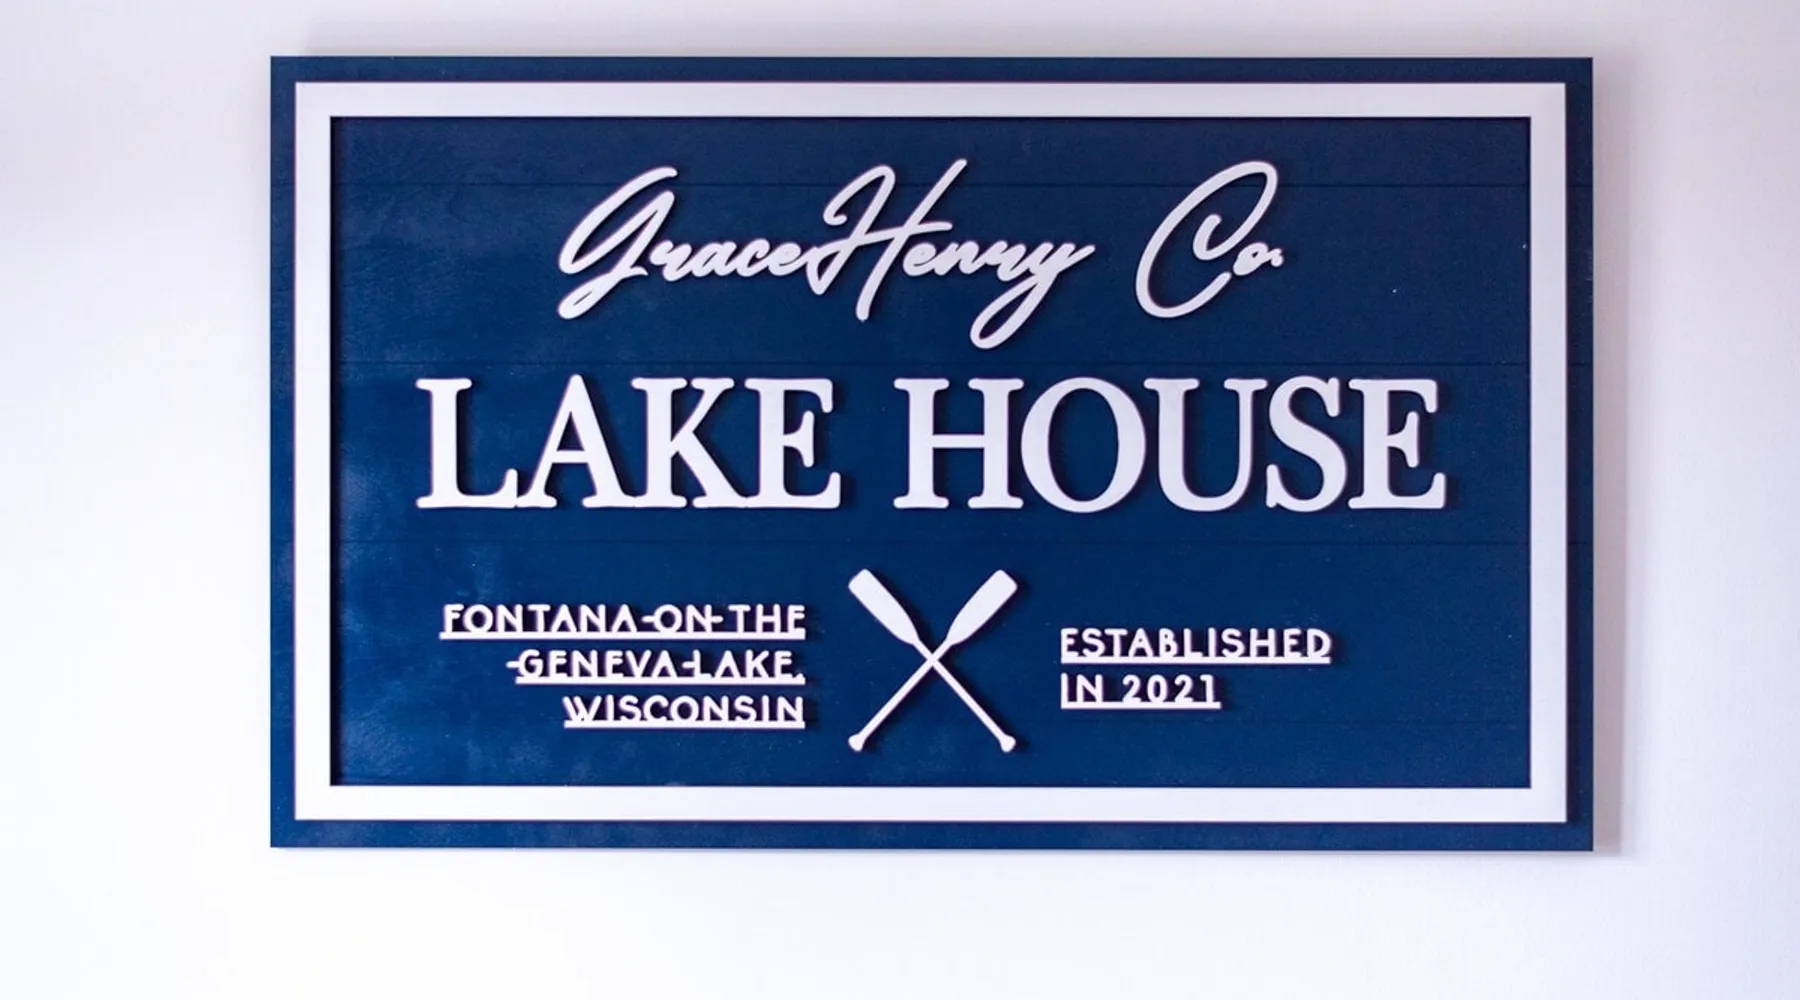 GraceHenry Co.
LAKE HOUSE
FONTANA-ON-THE
-GENEVA-LAKE,
WISCONSIN
ESTABLISHED
IN 2021